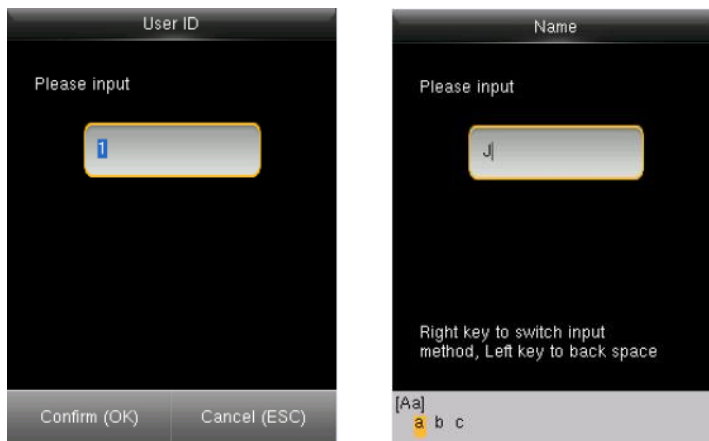 User ID
Please input
1
Confirm (OK) Cancel (ESC)
Name
Please input
J
Right key to switch input
method, Left key to back space
[Aa]
a b c